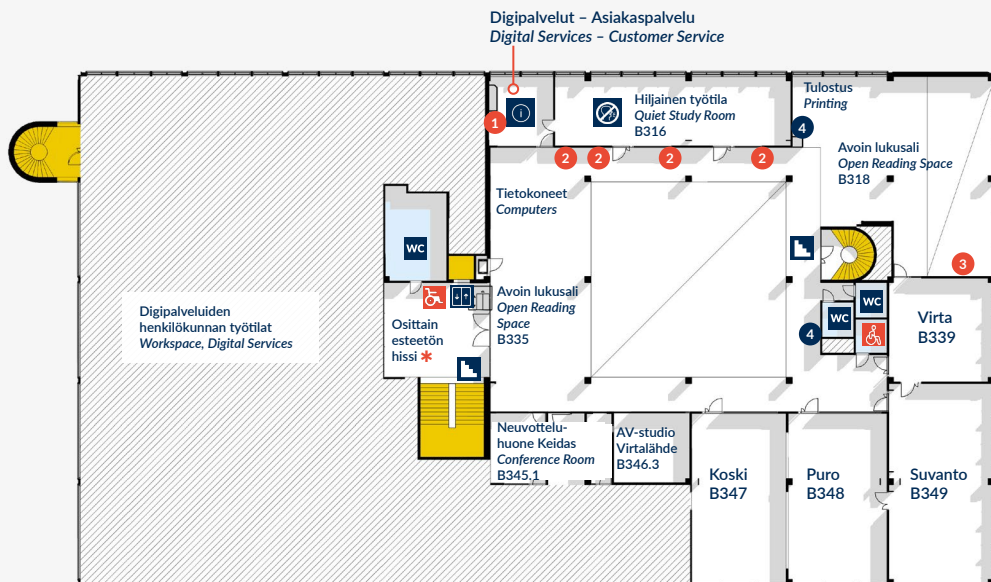 Digipalvelut – Asiakaspalvelu
Digital Services – Customer Service
1
i
Hiljainen työtila
Quiet Study Room
B316
Tulostus
Printing
4
2
2
2
2
Avoin lukusali
Open Reading Space
B318
Tietokoneet
Computers
WC
3
Avoin lukusali
Open Reading
Space
B335
Osittain
esteetön
hissi *
Digipalveluiden
henkilökunnan työtilat
Workspace, Digital Services
WC
WC
4
Virta
B339
Neuvottelu-
huone Keidas
Conference Room
B345.1
AV-studio
Virtalähde
B346.3
Koski
B347
Puro
B348
Suvanto
B349